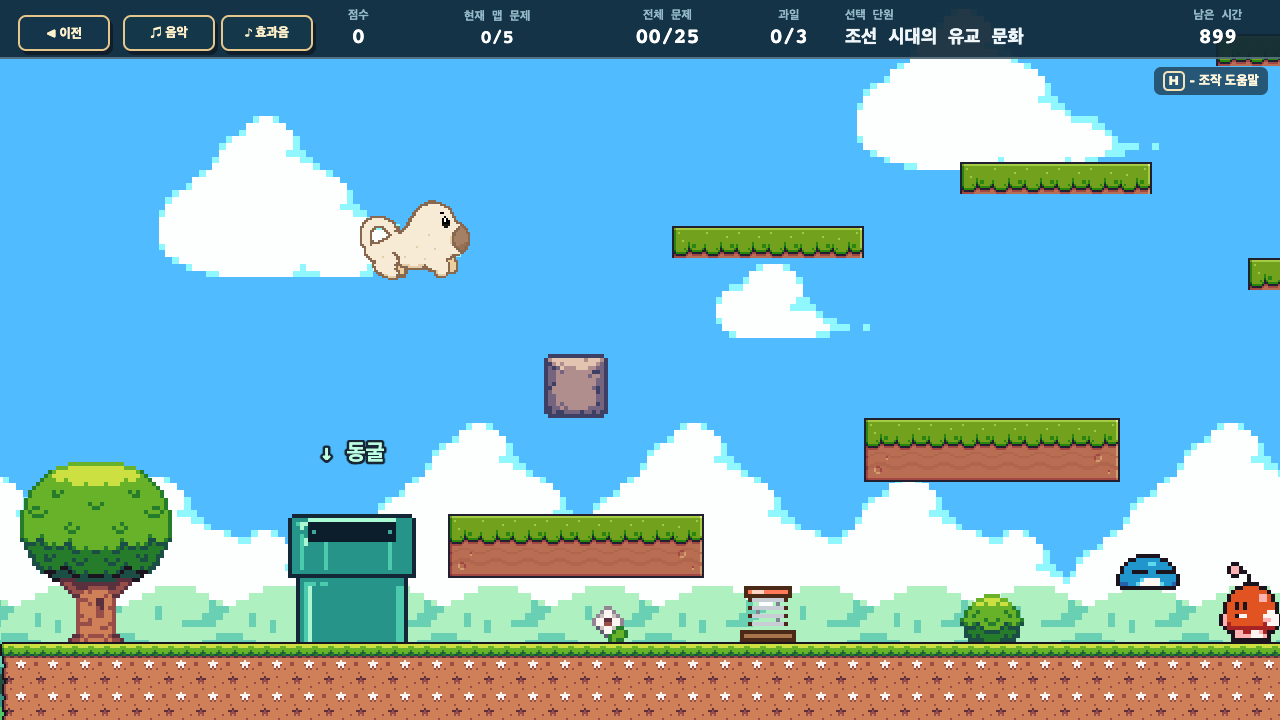 ◀ 이전
♫ 음악
♪ 효과음
점수
0
현재 맵 문제
0/5
전체 문제
00/25
과일
0/3
선택 단원
조선 시대의 유교 문화
남은 시간
899
H - 조작 도움말
↓ 동굴